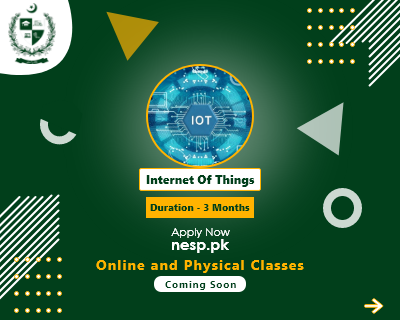 IOT
Internet Of Things
Duration - 3 Months
Apply Now
nesp.pk
Online and Physical Classes
Coming Soon